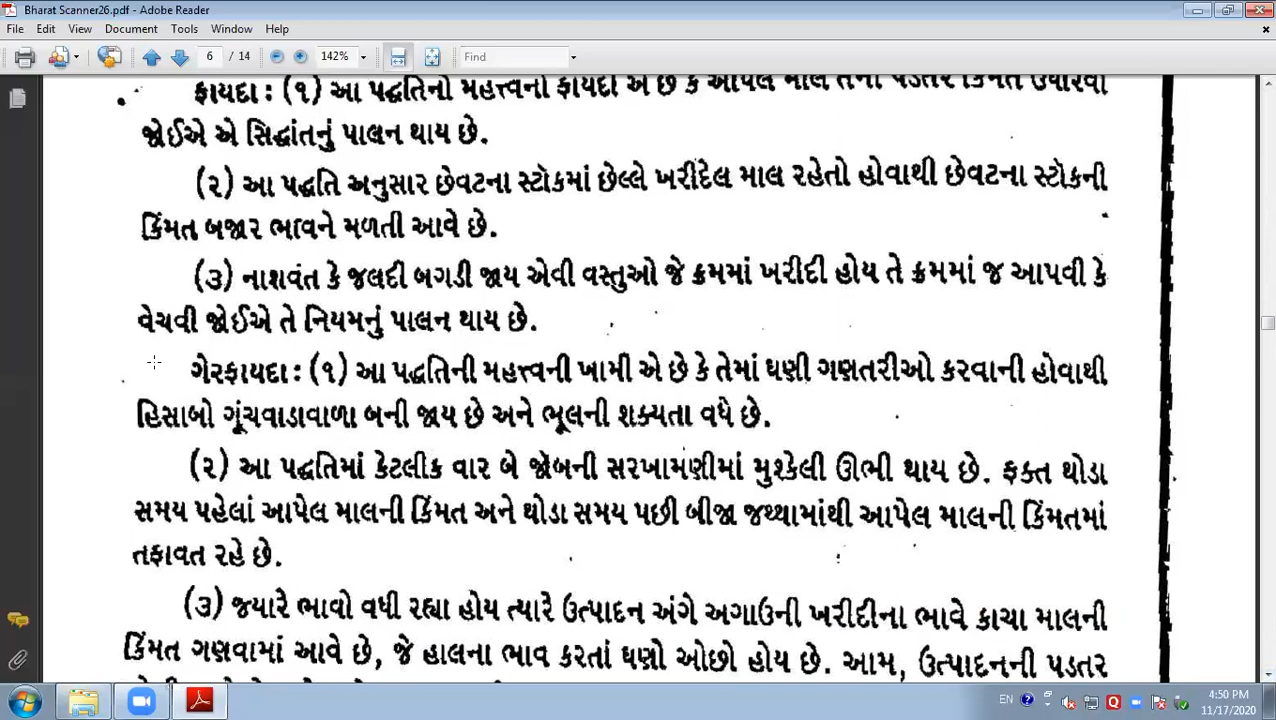 Bharat Scanner26.pdf - Adobe Reader
File Edit View Document Tools Window Help
6 / 14 142% Find
ફાયદા : (૧) આ પદ્ધતિનો મહત્ત્વનો ફાયદો એ છે કે આપેલ માલ તેની પડતર કિંમતે ઉધારવો
જોઈએ એ સિદ્ધાંતનું પાલન થાય છે.
(૨) આ પદ્ધતિ અનુસાર છેવટના સ્ટૉકમાં છેલ્લે ખરીદેલ માલ રહેતો હોવાથી છેવટના સ્ટૉકની
કિંમત બજાર ભાવને મળતી આવે છે.
(૩) નાશવંત કે જલદી બગડી જાય એવી વસ્તુઓ જે ક્રમમાં ખરીદી હોય તે ક્રમમાં જ આપવી કે
વેચવી જોઈએ તે નિયમનું પાલન થાય છે.
ગેરફાયદા : (૧) આ પદ્ધતિની મહત્ત્વની ખામી એ છે કે તેમાં ઘણી ગણતરીઓ કરવાની હોવાથી
હિસાબો ગૂંચવાડાવાળા બની જાય છે અને ભૂલની શક્યતા વધે છે.
(૨) આ પદ્ધતિમાં કેટલીક વાર બે જૉબની સરખામણીમાં મુશ્કેલી ઊભી થાય છે. ફક્ત થોડા
સમય પહેલાં આપેલ માલની કિંમત અને થોડા સમય પછી બીજા જથ્થામાંથી આપેલ માલની કિંમતમાં
તફાવત રહે છે.
(૩) જ્યારે ભાવો વધી રહ્યા હોય ત્યારે ઉત્પાદન અંગે અગાઉની ખરીદીના ભાવે કાચા માલની
કિંમત ગણવામાં આવે છે, જે હાલના ભાવ કરતાં ઘણો ઓછો હોય છે. આમ, ઉત્પાદનની પડતર
EN 4:50 PM
11/17/2020